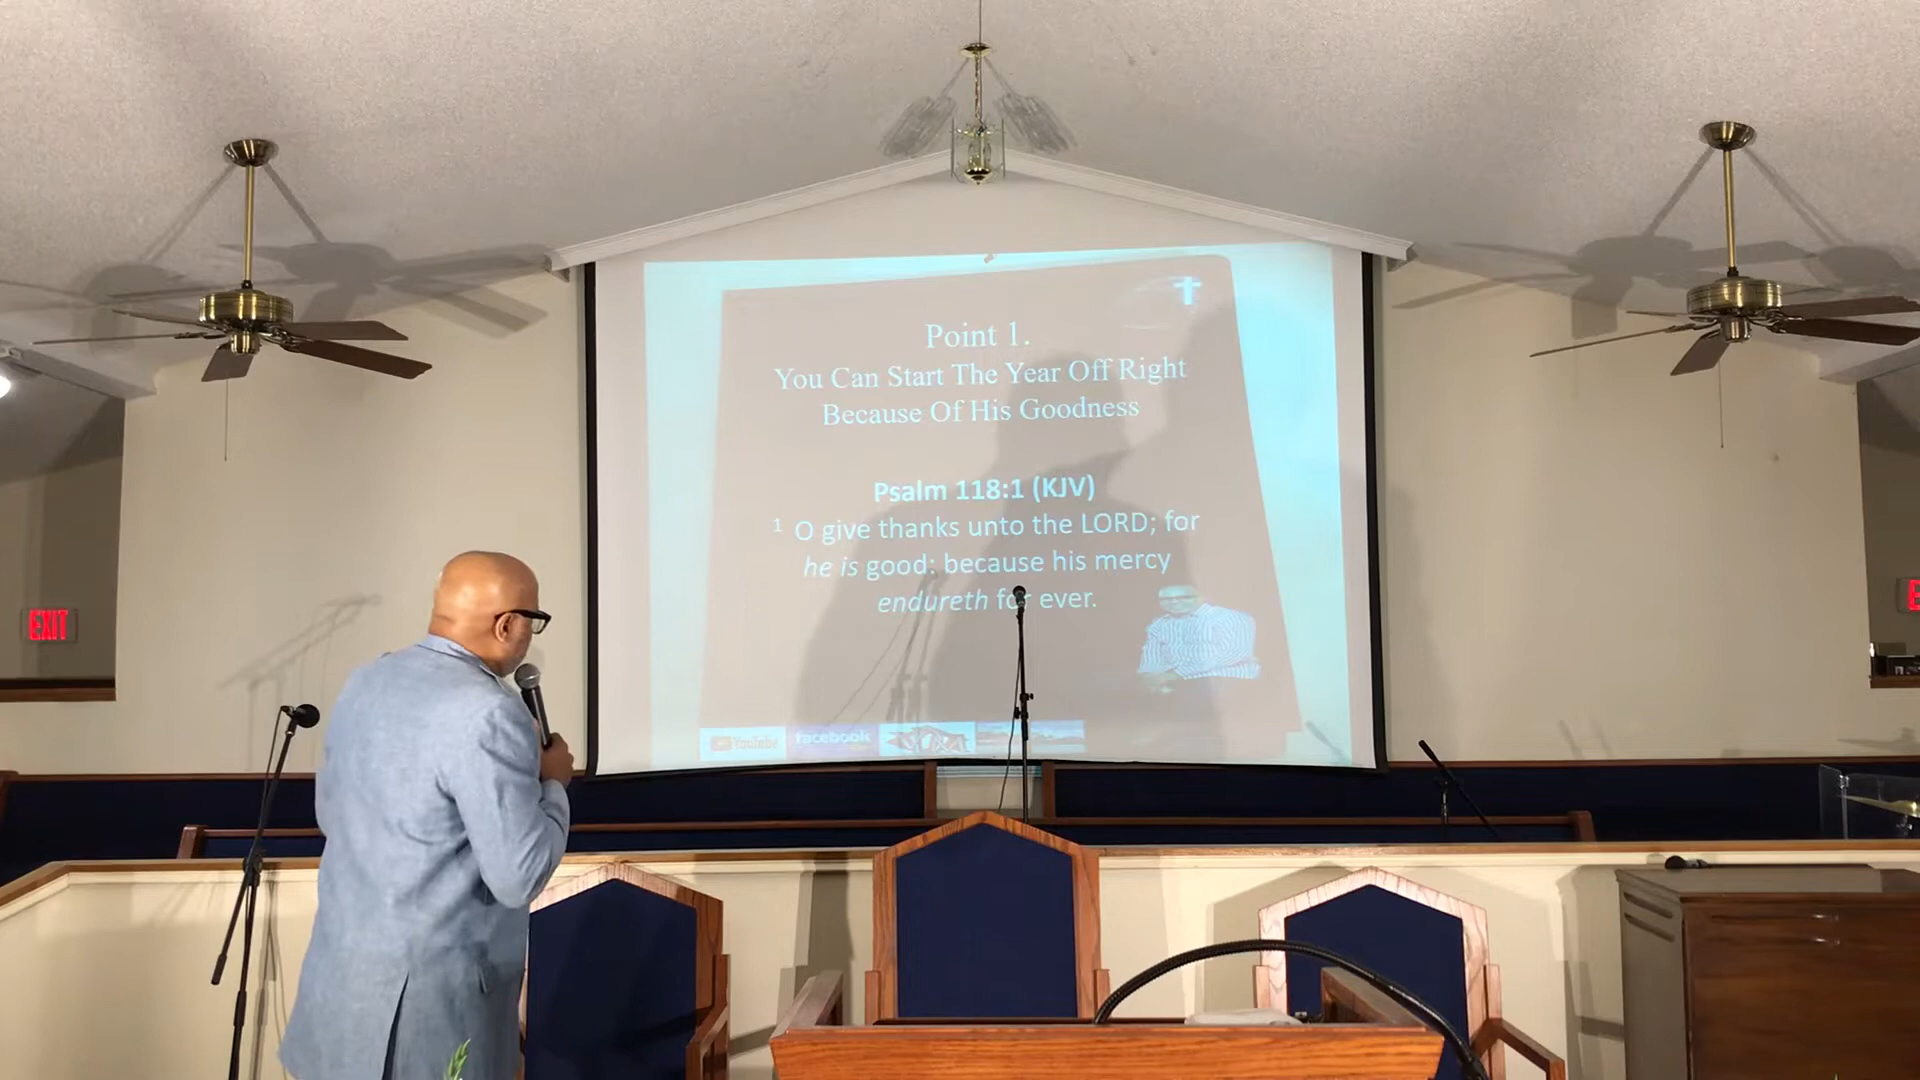 Point 1.
You Can Start The Year Off Right
Because Of His Goodness
Psalm 118:1 (KJV)
1 O give thanks unto the LORD; for
he is good: because his mercy
endureth for ever.
YouTube facebook
EXIT
E